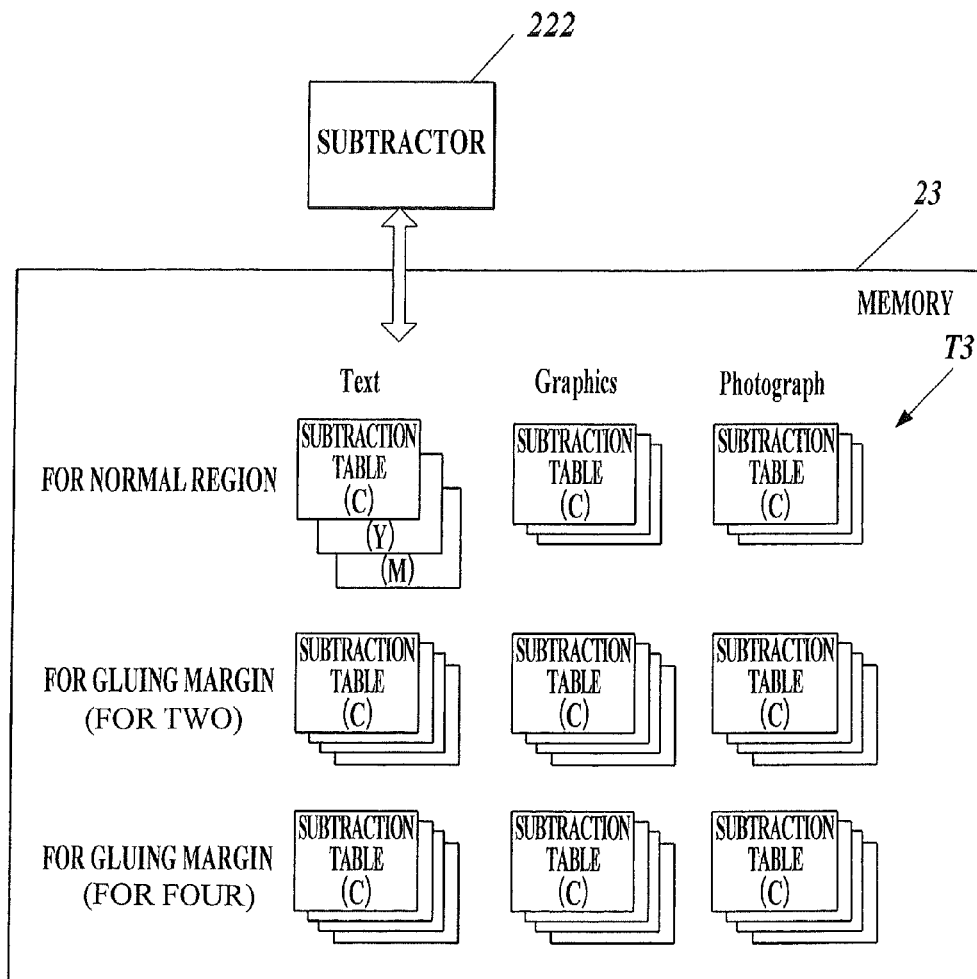 222
SUBTRACTOR
23
MEMORY
T3
Text Graphics Photograph
FOR NORMAL REGION
SUBTRACTION TABLE (C)
(Y)
(M)
SUBTRACTION TABLE (C)
SUBTRACTION TABLE (C)
FOR GLUING MARGIN
(FOR TWO)
SUBTRACTION TABLE (C)
SUBTRACTION TABLE (C)
SUBTRACTION TABLE (C)
FOR GLUING MARGIN
(FOR FOUR)
SUBTRACTION TABLE (C)
SUBTRACTION TABLE (C)
SUBTRACTION TABLE (C)